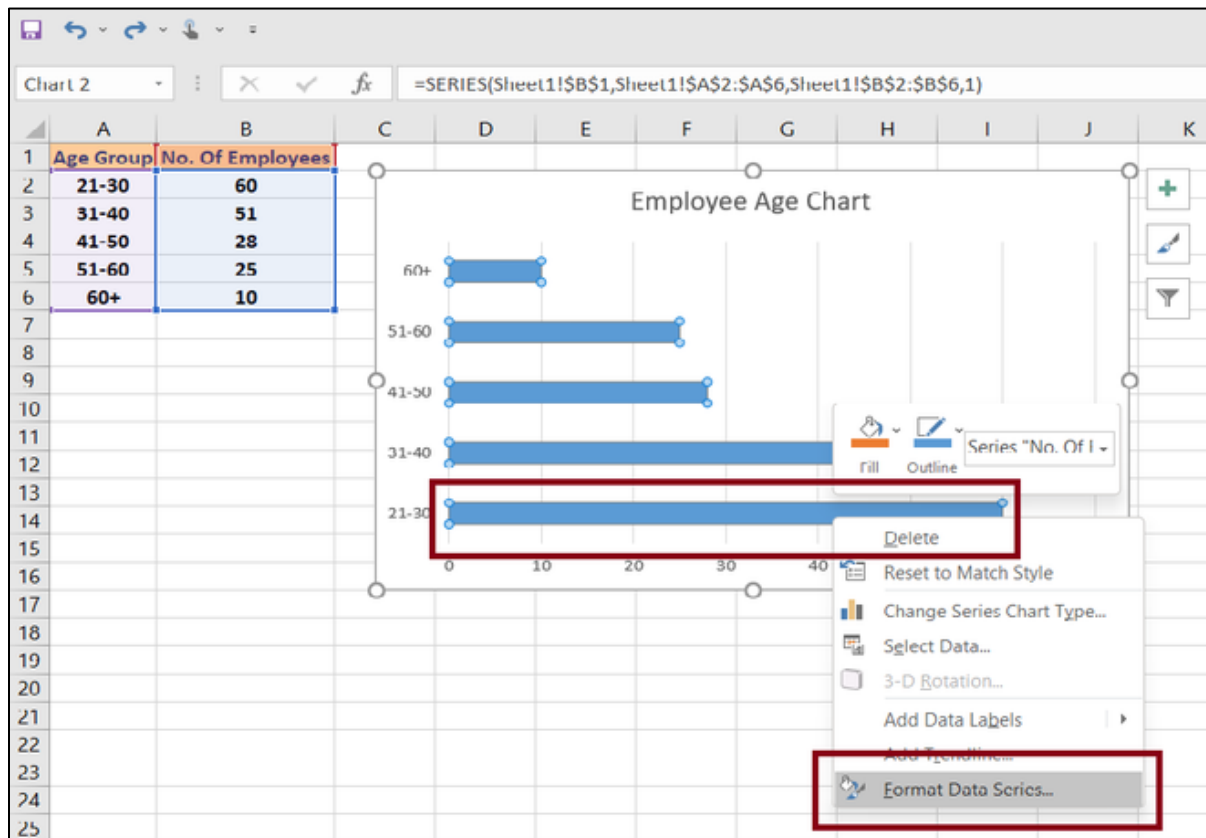 Chart 2 fx =SERIES(Sheet1!$B$1,Sheet1!$A$2:$A$6,Sheet1!$B$2:$B$6,1)
A B C D E F G H I J K
1 Age Group No. Of Employees
2 21-30 60
3 31-40 51
4 41-50 28
5 51-60 25
6 60+ 10
7
8
9
10
11
12
13
14
15
16
17
18
19
20
21
22
23
24
25
Employee Age Chart
60+
51-60
41-50
31-40
21-30
0 10 20 30 40
Fill Outline Series "No. Of
Delete
Reset to Match Style
Change Series Chart Type...
Select Data...
3-D Rotation...
Add Data Labels
Add Trendline...
Format Data Series...